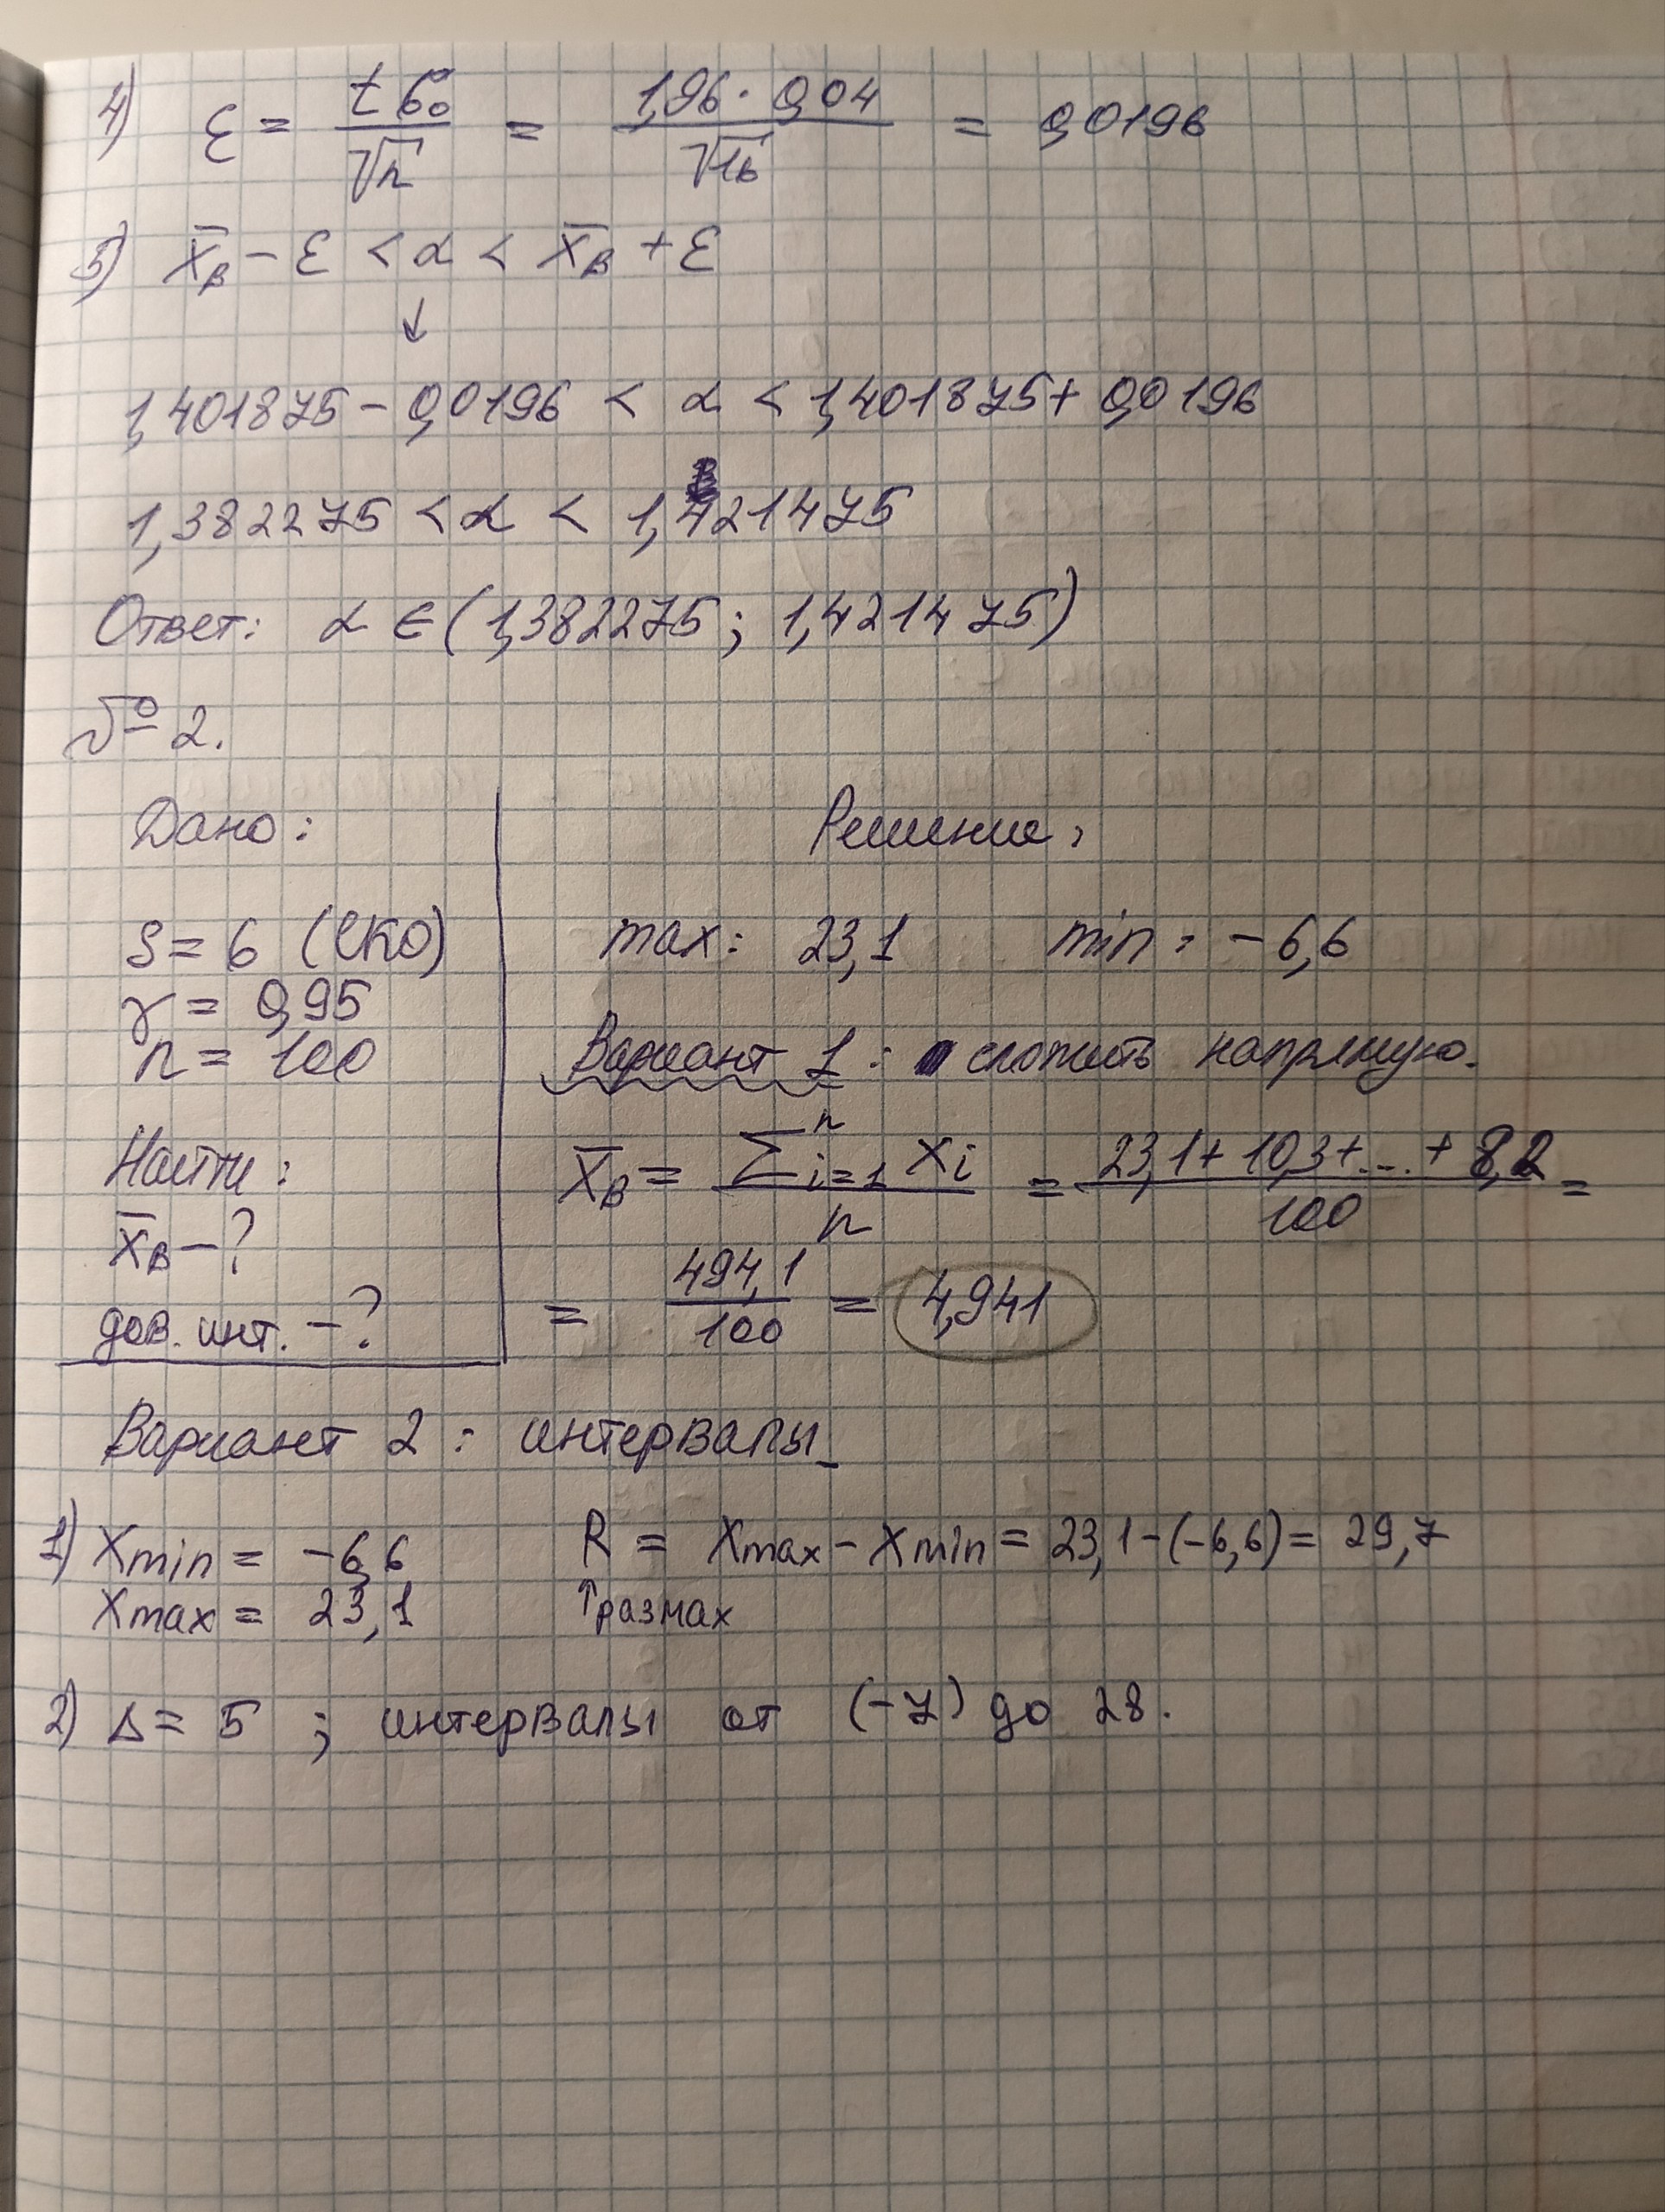 4) ε = tσ₀/√n = 1,96 · 0,04/√16 = 0,0196
5) X̄в - ε < α < X̄в + ε
↓
1,401875 - 0,0196 < α < 1,401875 + 0,0196
1,382275 < α < 1,421475
Ответ: α ∈ (1,382275; 1,421475)
№ 2.
Дано:
S = 6 (СКО)
γ = 0,95
n = 100
Найти:
X̄в - ?
дов. инт. - ?
Решение:
max: 23,1 min: -6,6
Вариант 1: сложить напрямую.
X̄в = Σⁿᵢ₌₁ xᵢ/n = 23,1 + 10,3 + ... + 8,2/100 =
= 494,1/100 = 4,941
Вариант 2: интервалы
1) Xmin = -6,6 R = Xmax - Xmin = 23,1 - (-6,6) = 29,7
Xmax = 23,1 ↑размах
2) Δ = 5 ; интервалы от (-7) до 28.